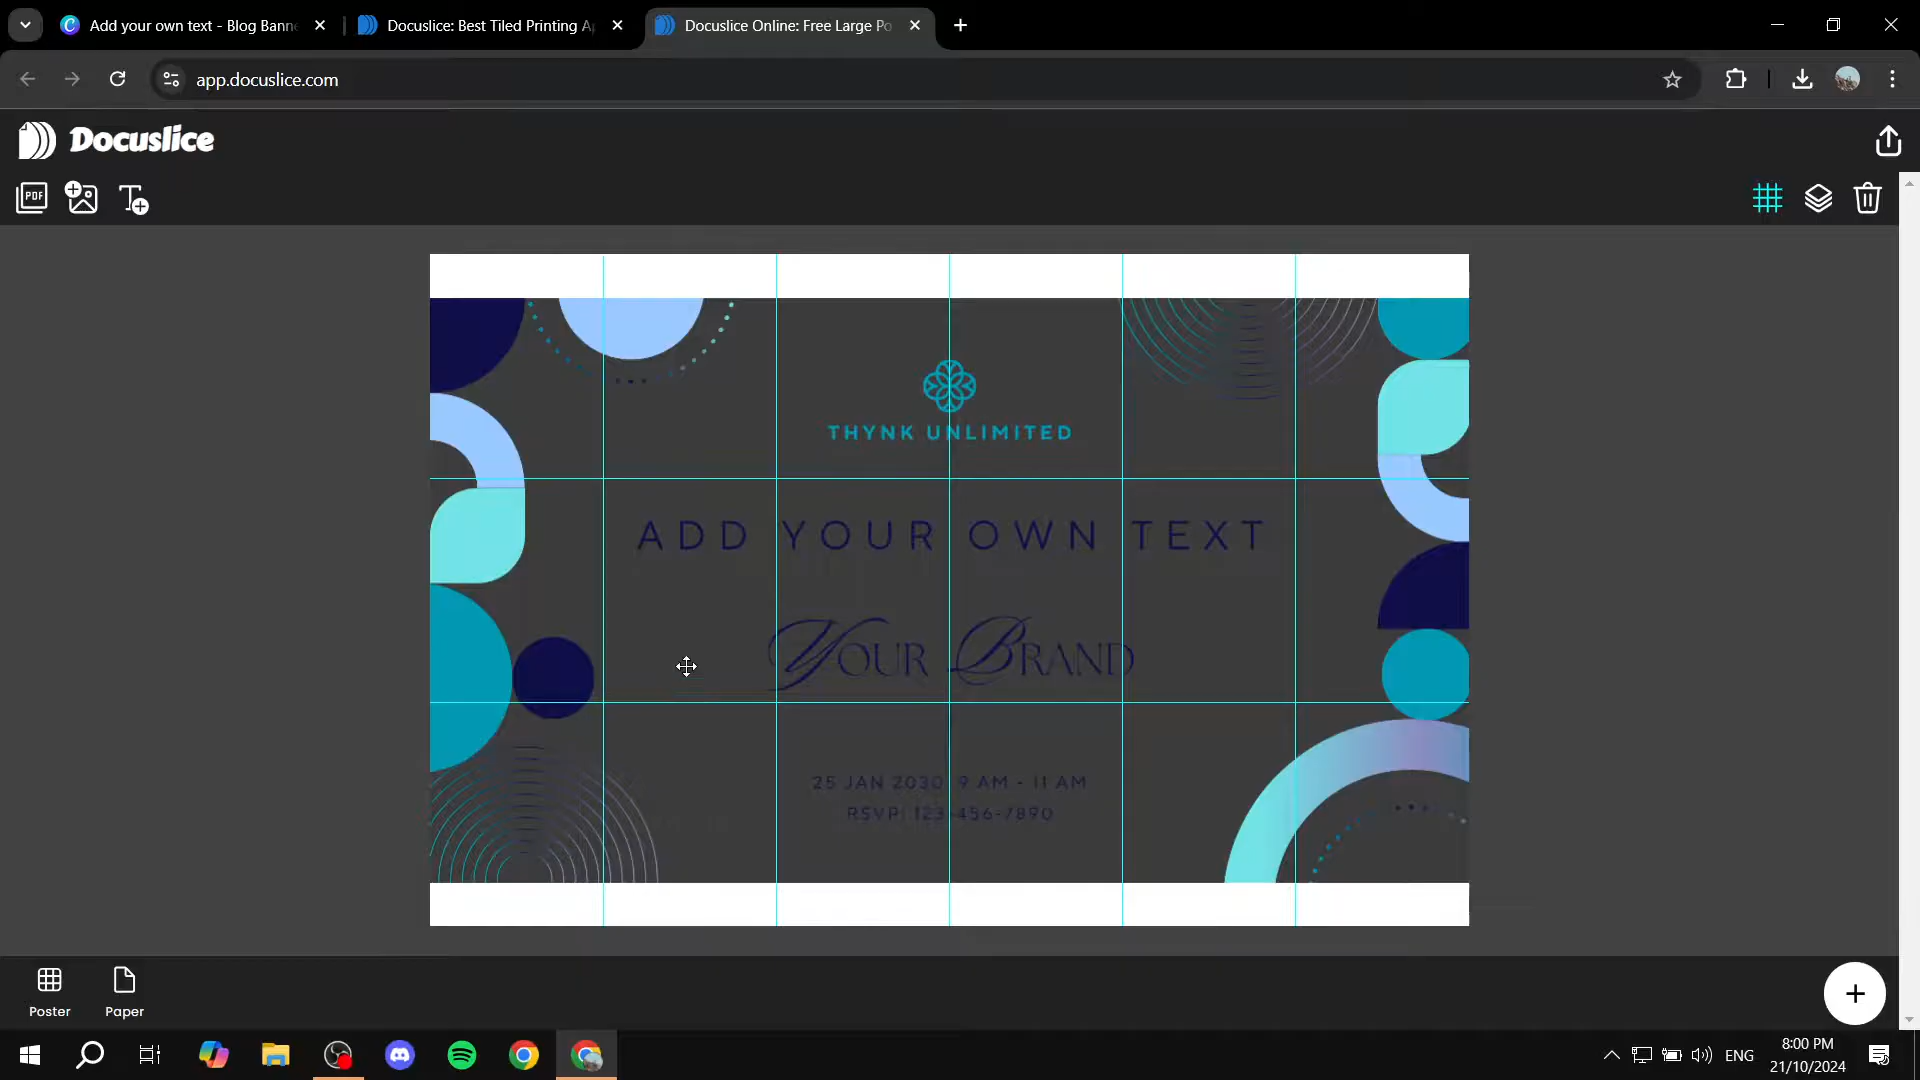 Add your own text - Blog Bann
Docuslice: Best Tiled Printing A
Docuslice Online: Free Large Po
app.docuslice.com
Docuslice
PDF
THYNK UNLIMITED
ADD YOUR OWN TEXT
Your Brand
25 JAN 2030 9 AM - 11 AM
RSVP: 123-456-7890
Poster
Paper
ENG
8:00 PM
21/10/2024